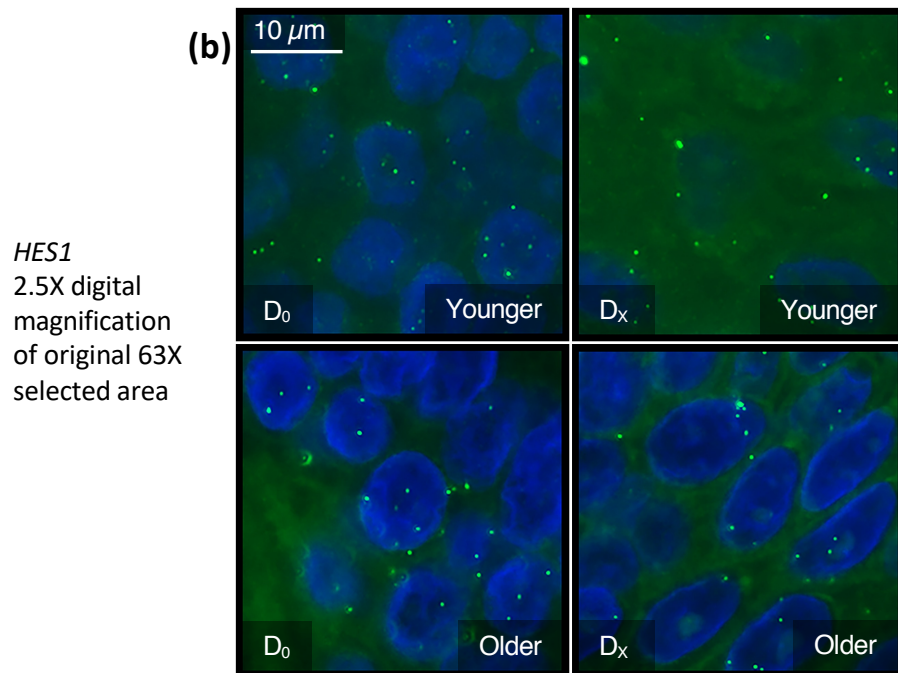 (b)
10 µm
HES1
2.5X digital
magnification
of original 63X
selected area
D₀ Younger
Dₓ Younger
D₀ Older
Dₓ Older